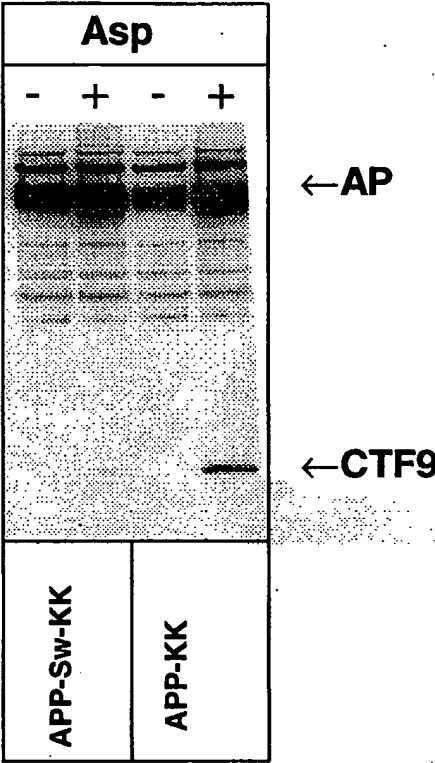 Asp
- + - +
←AP
←CTF9
APP-Sw-KK
APP-KK